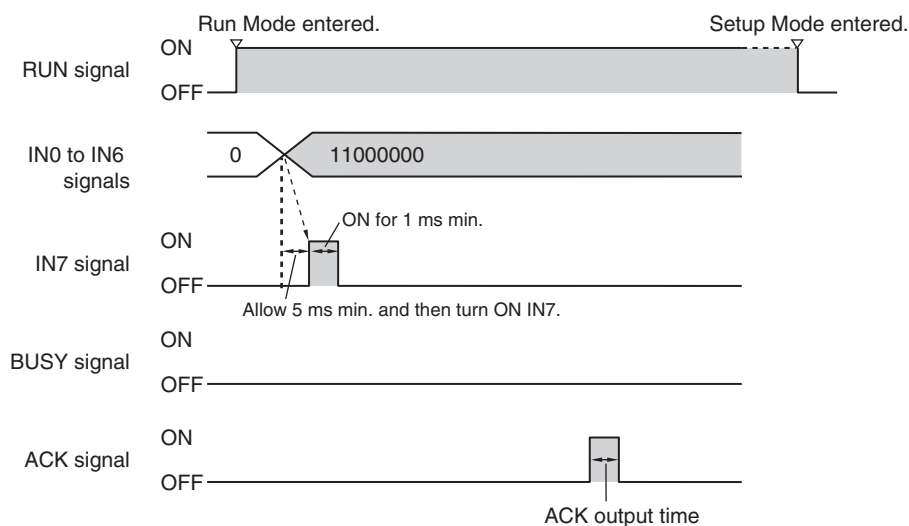 Run Mode entered.
Setup Mode entered.
ON
RUN signal
OFF
IN0 to IN6
signals
0
11000000
ON for 1 ms min.
ON
IN7 signal
OFF
Allow 5 ms min. and then turn ON IN7.
ON
BUSY signal
OFF
ON
ACK signal
OFF
ACK output time